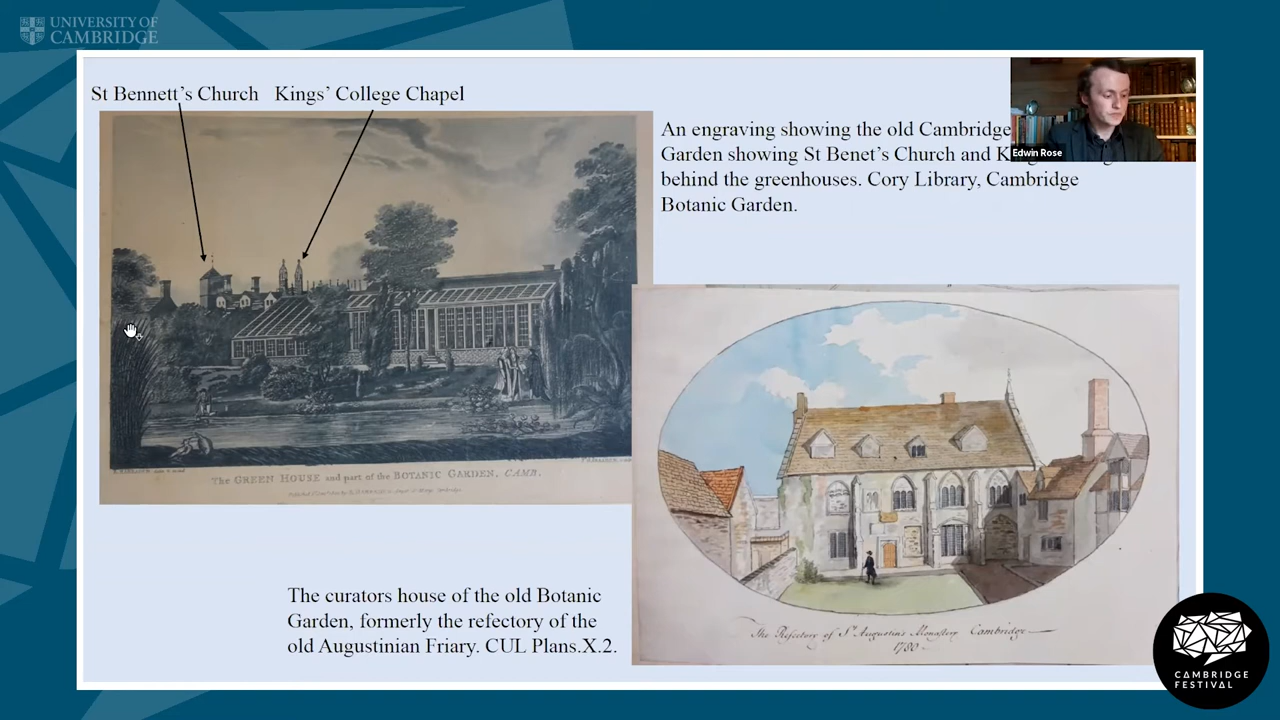 UNIVERSITY OF
CAMBRIDGE
St Bennett's Church Kings' College Chapel
An engraving showing the old Cambridge
Garden showing St Benet's Church and
behind the greenhouses. Cory Library, Cambridge
Botanic Garden.
Edwin Rose
The GREEN HOUSE and part of the BOTANIC GARDEN, CAMB.
The curators house of the old Botanic
Garden, formerly the refectory of the
old Augustinian Friary. CUL Plans.X.2.
The Refectory of St Augustin's Monastery Cambridge
1780
CAMBRIDGE
FESTIVAL